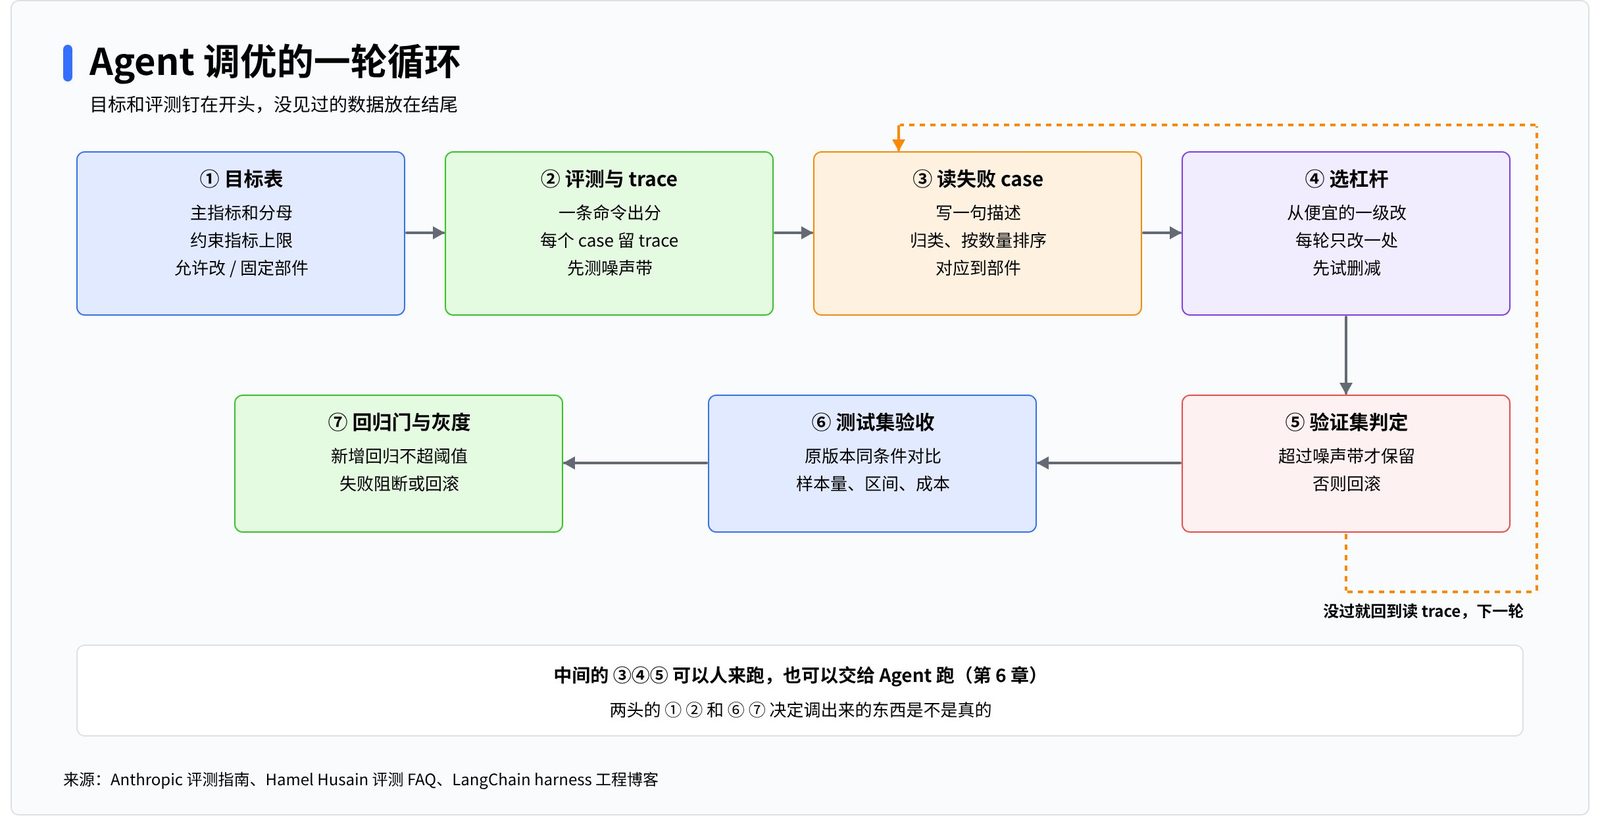 Agent 调优的一轮循环
目标和评测钉在开头，没见过的数据放在结尾
① 目标表
主指标和分母
约束指标上限
允许改 / 固定部件
② 评测与 trace
一条命令出分
每个 case 留 trace
先测噪声带
③ 读失败 case
写一句描述
归类、按数量排序
对应到部件
④ 选杠杆
从便宜的一级改
每轮只改一处
先试删减
⑤ 验证集判定
超过噪声带才保留
否则回滚
⑥ 测试集验收
原版本同条件对比
样本量、区间、成本
⑦ 回归门与灰度
新增回归不超阈值
失败阻断或回滚
没过就回到读 trace，下一轮
中间的 ③④⑤ 可以人来跑，也可以交给 Agent 跑（第 6 章）
两头的 ① ② 和 ⑥ ⑦ 决定调出来的东西是不是真的
来源：Anthropic 评测指南、Hamel Husain 评测 FAQ、LangChain harness 工程博客